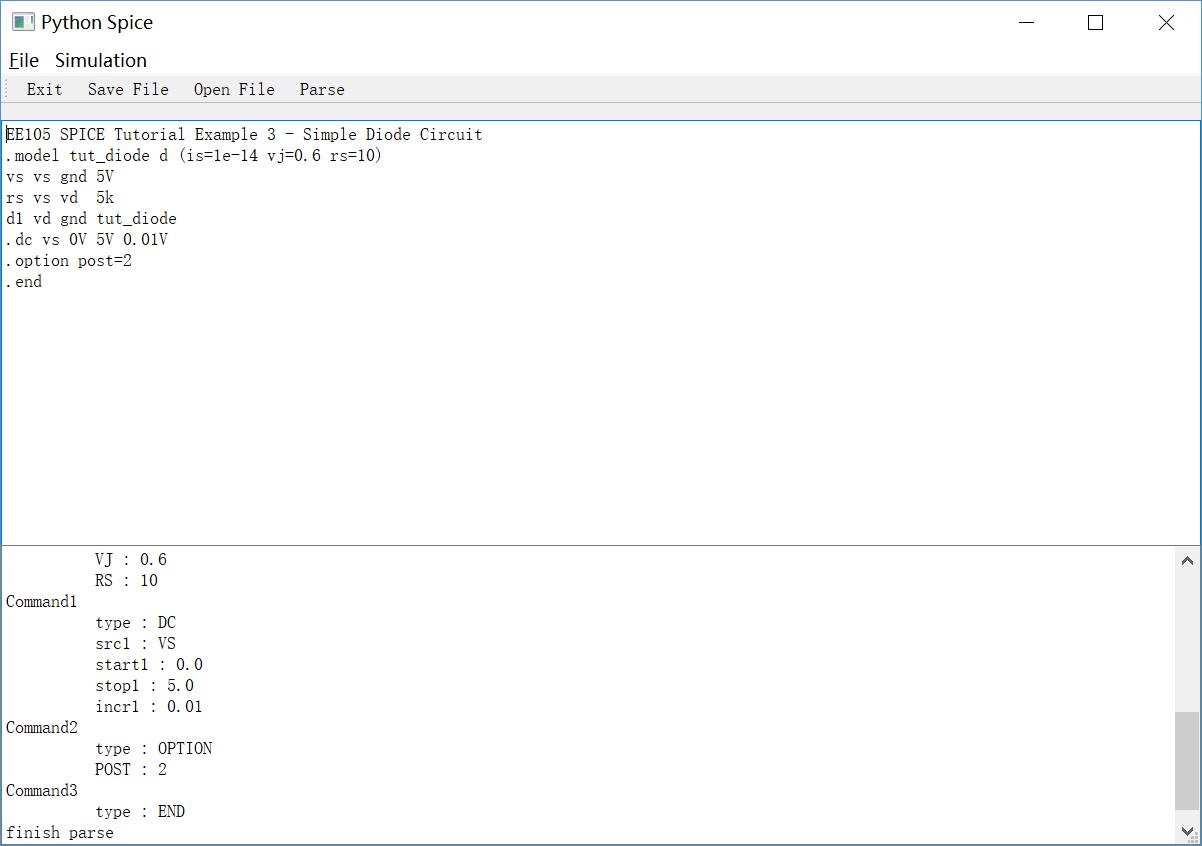 Python Spice
File Simulation
Exit Save File Open File Parse
EE105 SPICE Tutorial Example 3 - Simple Diode Circuit
.model tut_diode d (is=1e-14 vj=0.6 rs=10)
vs vs gnd 5V
rs vs vd  5k
d1 vd gnd tut_diode
.dc vs 0V 5V 0.01V
.option post=2
.end
VJ : 0.6
RS : 10
Command1
type : DC
src1 : VS
start1 : 0.0
stop1 : 5.0
incr1 : 0.01
Command2
type : OPTION
POST : 2
Command3
type : END
finish parse